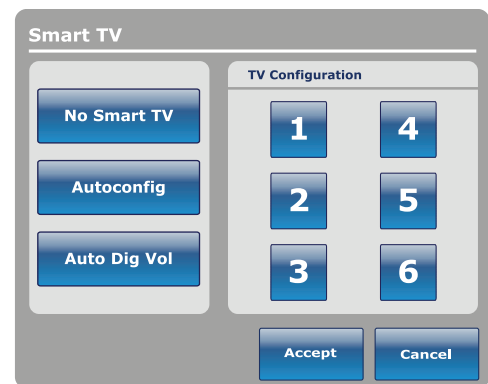 Smart TV
No Smart TV
Autoconfig
Auto Dig Vol
TV Configuration
1 4
2 5
3 6
Accept Cancel